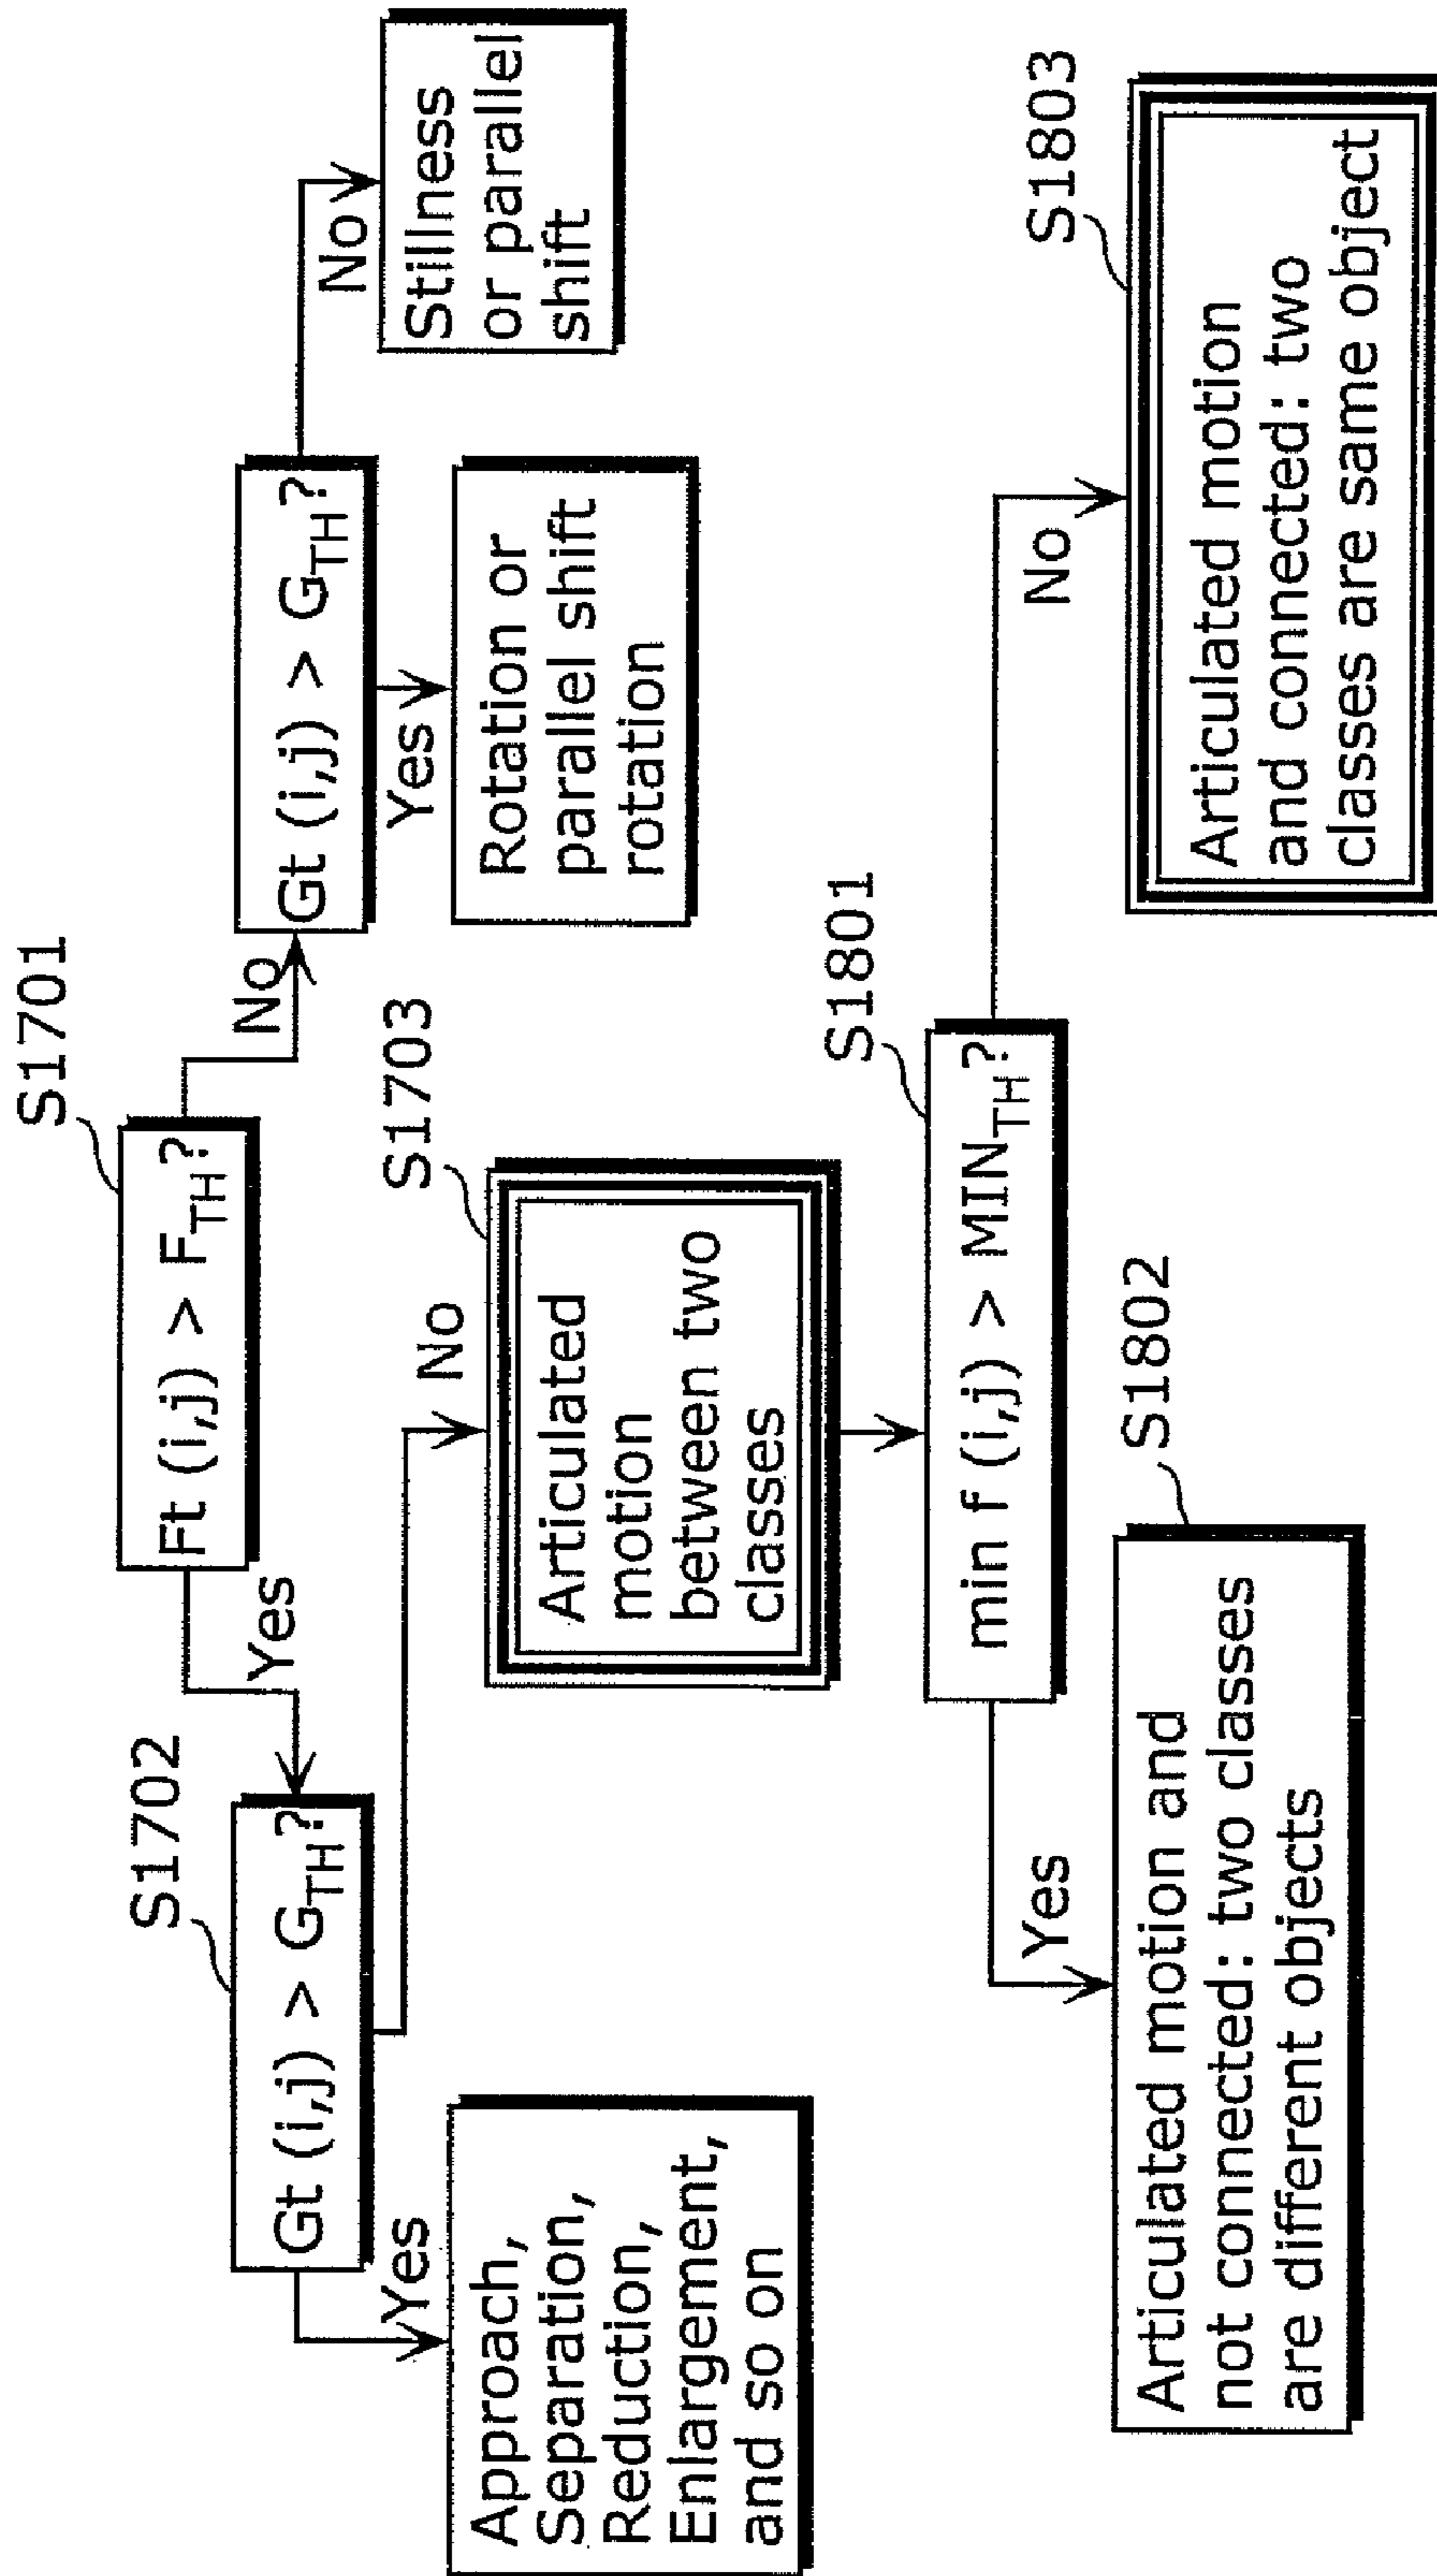 S1701
Ft (i,j) > F_TH?
Yes
No
S1702
Gt (i,j) > G_TH?
Gt (i,j) > G_TH?
Yes
No
Yes
No
Approach,
Separation,
Reduction,
Enlargement,
and so on
S1703
Articulated
motion
between two
classes
Rotation or
parallel shift
rotation
Stillness
or parallel
shift
S1801
min f (i,j) > MIN_TH?
Yes
No
S1802
Articulated motion and
not connected: two classes
are different objects
S1803
Articulated motion
and connected: two
classes are same object